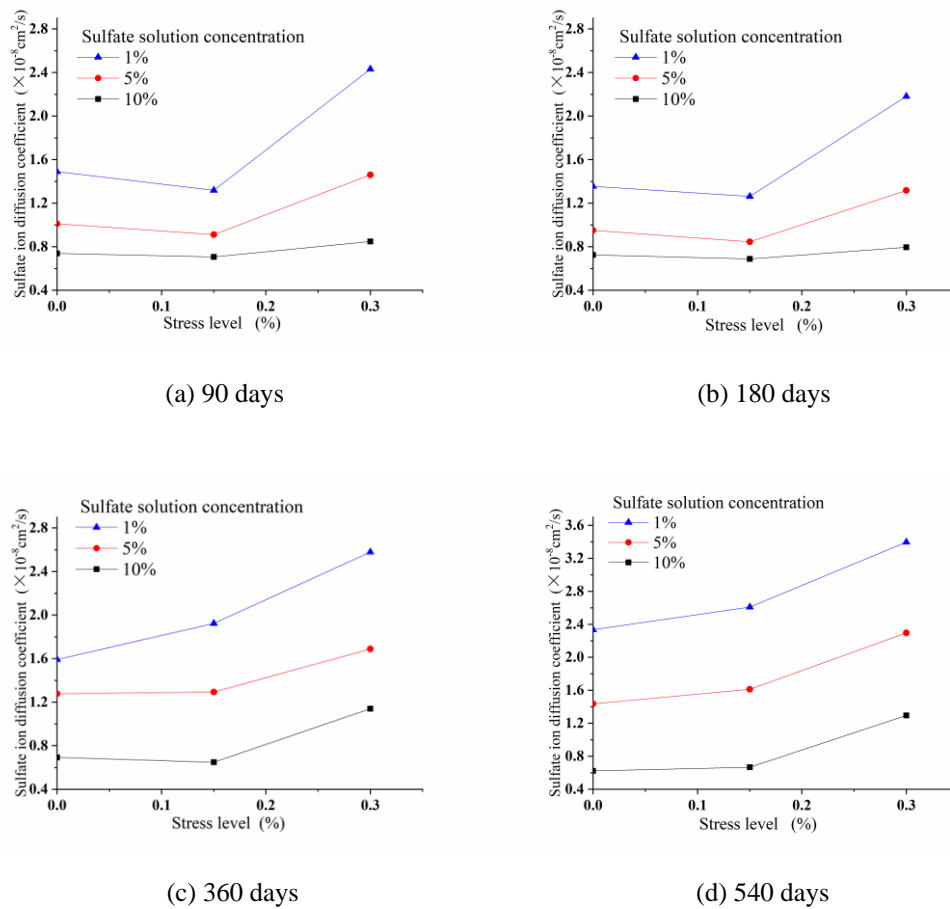 Sulfate ion diffusion coefficient (×10⁻⁸cm²/s)
2.8
2.4
2.0
1.6
1.2
0.8
0.4
Sulfate solution concentration
1%
5%
10%
0.0 0.1 0.2 0.3
Stress level (%)
(a) 90 days
Sulfate ion diffusion coefficient (×10⁻⁸cm²/s)
2.8
2.4
2.0
1.6
1.2
0.8
0.4
Sulfate solution concentration
1%
5%
10%
0.0 0.1 0.2 0.3
Stress level (%)
(b) 180 days
Sulfate ion diffusion coefficient (×10⁻⁸cm²/s)
2.8
2.4
2.0
1.6
1.2
0.8
0.4
Sulfate solution concentration
1%
5%
10%
0.0 0.1 0.2 0.3
Stress level (%)
(c) 360 days
Sulfate ion diffusion coefficient (×10⁻⁸cm²/s)
3.6
3.2
2.8
2.4
2.0
1.6
1.2
0.8
0.4
Sulfate solution concentration
1%
5%
10%
0.0 0.1 0.2 0.3
Stress level (%)
(d) 540 days